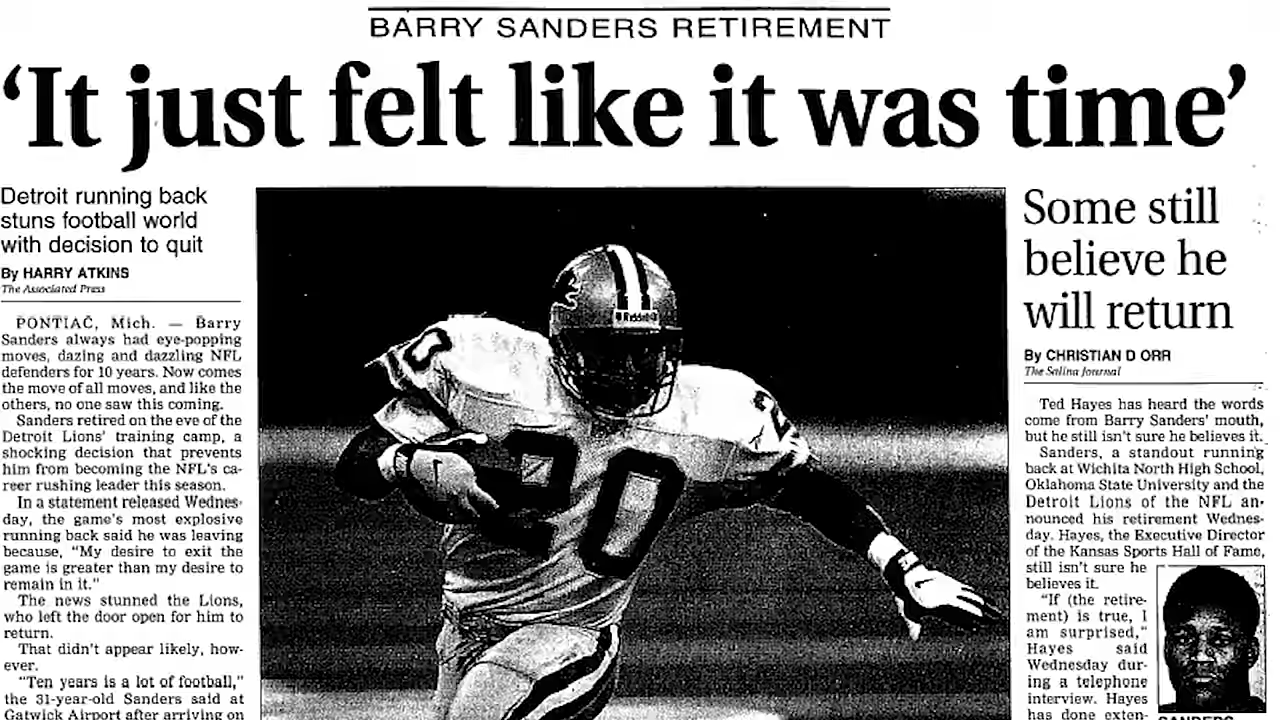 BARRY SANDERS RETIREMENT
‘It just felt like it was time’
Detroit running back
stuns football world
with decision to quit
By HARRY ATKINS
The Associated Press
PONTIAC, Mich. — Barry
Sanders always had eye-popping
moves, dazing and dazzling NFL
defenders for 10 years. Now comes
the move of all moves, and like the
others, no one saw this coming.
Sanders retired on the eve of the
Detroit Lions' training camp, a
shocking decision that prevents
him from becoming the NFL's ca-
reer rushing leader this season.
In a statement released Wednes-
day, the game's most explosive
running back said he was leaving
because, "My desire to exit the
game is greater than my desire to
remain in it."
The news stunned the Lions,
who left the door open for him to
return.
That didn't appear likely, how-
ever.
"Ten years is a lot of football,"
the 31-year-old Sanders said at
Gatwick Airport after arriving on
Riddell
20
20
Some still
believe he
will return
By CHRISTIAN D ORR
The Salina Journal
Ted Hayes has heard the words
come from Barry Sanders' mouth,
but he still isn't sure he believes it.
Sanders, a standout running
back at Wichita North High School,
Oklahoma State University and the
Detroit Lions of the NFL an-
nounced his retirement Wednes-
day. Hayes, the Executive Director
of the Kansas Sports Hall of Fame,
still isn't sure he
believes it.
"If (the retire-
ment) is true, I
am surprised,"
Hayes said
Wednesday dur-
ing a telephone
interview. Hayes
has done exten-
SANDERS